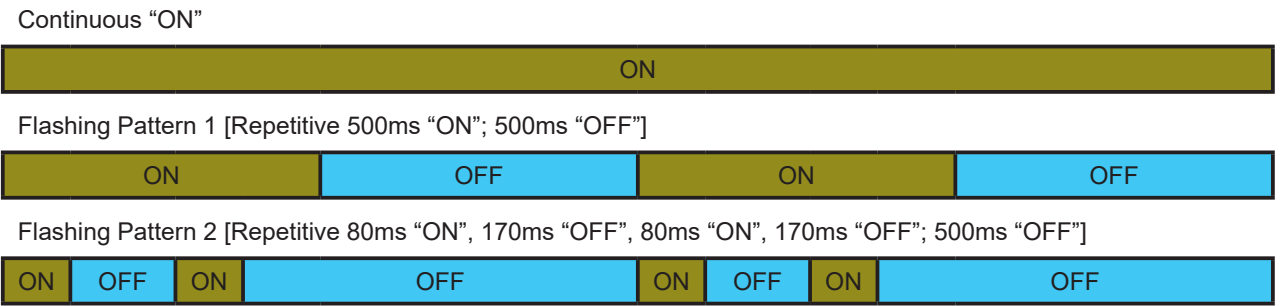 Continuous “ON”
ON
Flashing Pattern 1 [Repetitive 500ms “ON”; 500ms “OFF”]
ON OFF ON OFF
Flashing Pattern 2 [Repetitive 80ms “ON”, 170ms “OFF”, 80ms “ON”, 170ms “OFF”; 500ms “OFF”]
ON OFF ON OFF ON OFF ON OFF